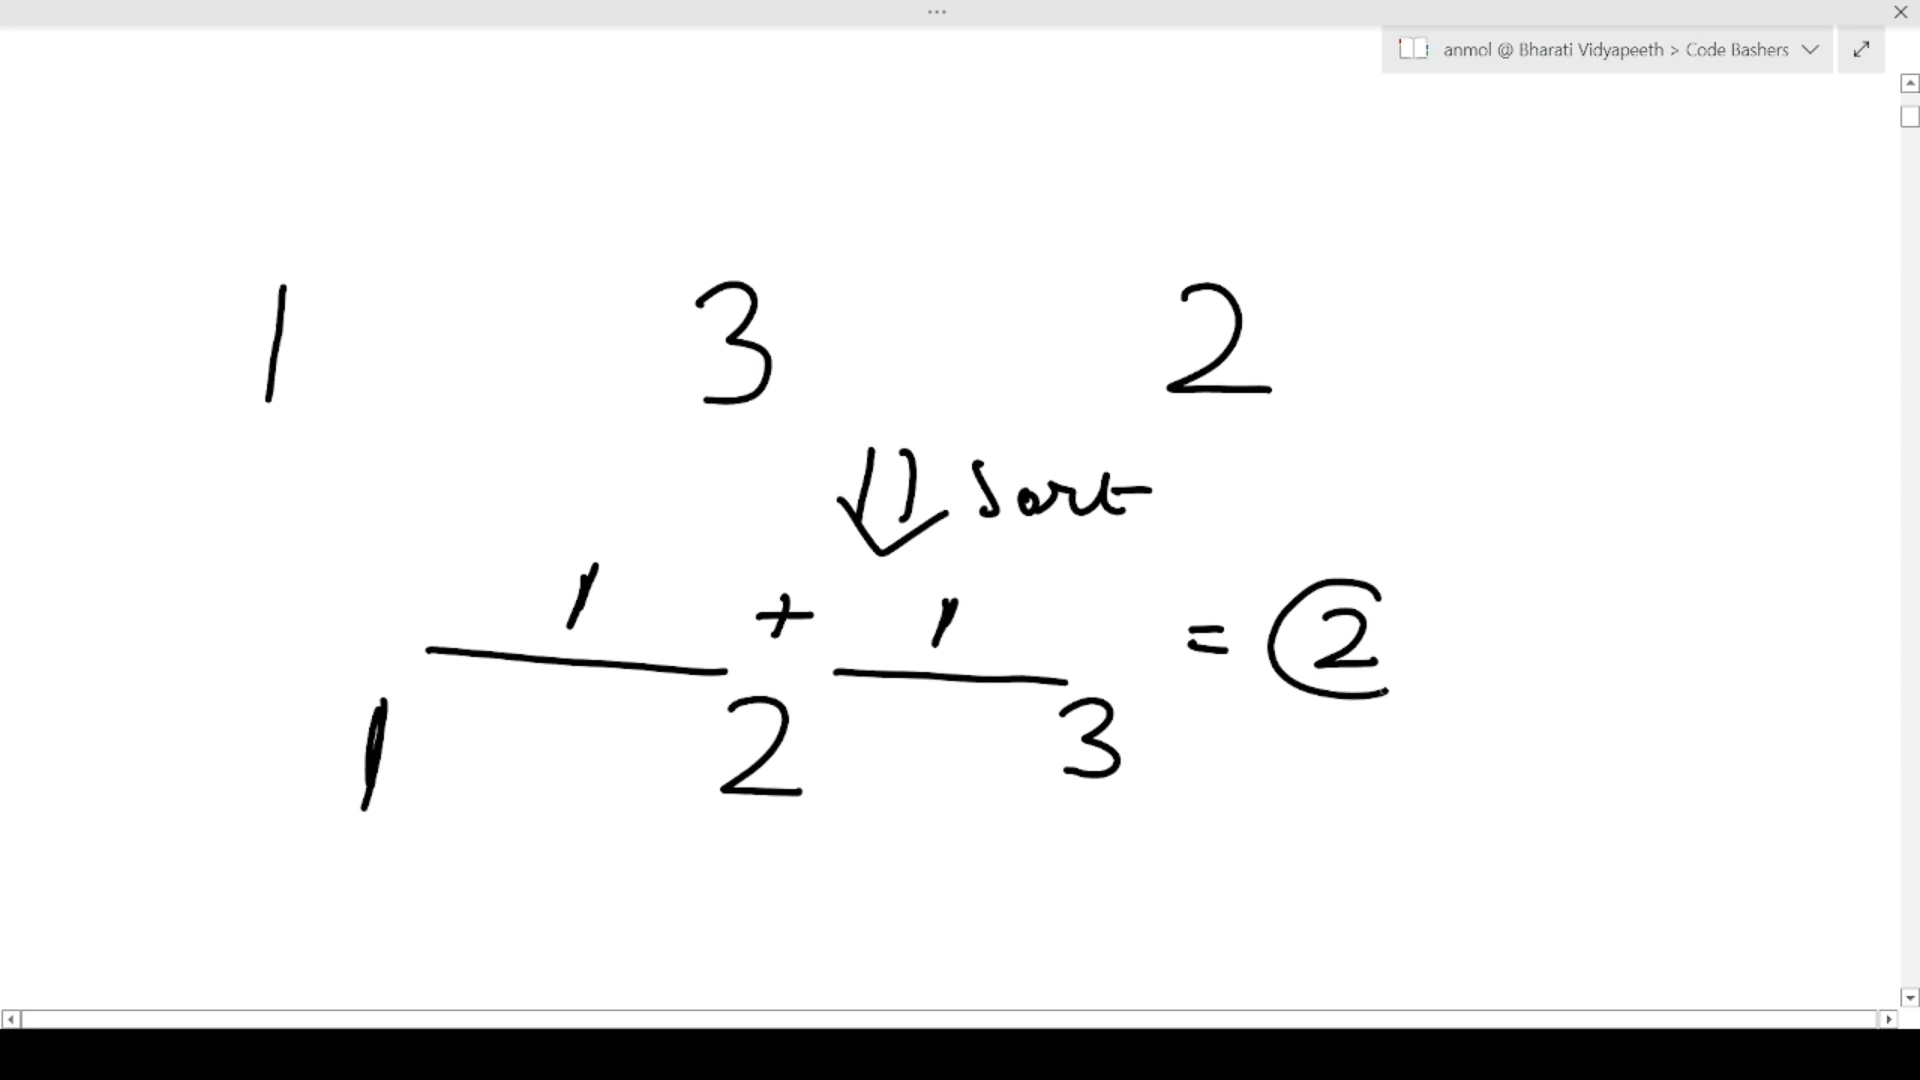 anmol @ Bharati Vidyapeeth > Code Bashers
1 3 2
Sort
1 + 1 = 2
1 2 3